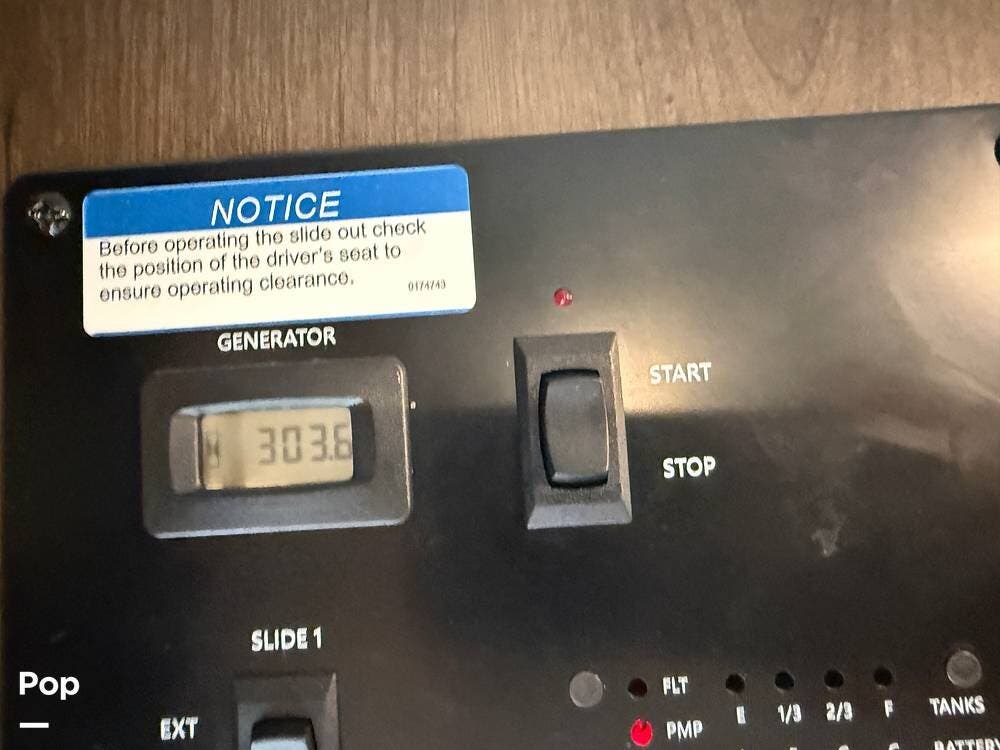 NOTICE
Before operating the slide out check
the position of the driver's seat to
ensure operating clearance.
0174743
GENERATOR
303.6
START
STOP
SLIDE 1
EXT
FLT
PMP
E 1/3 2/3 F
TANKS
BATTERY
Pop